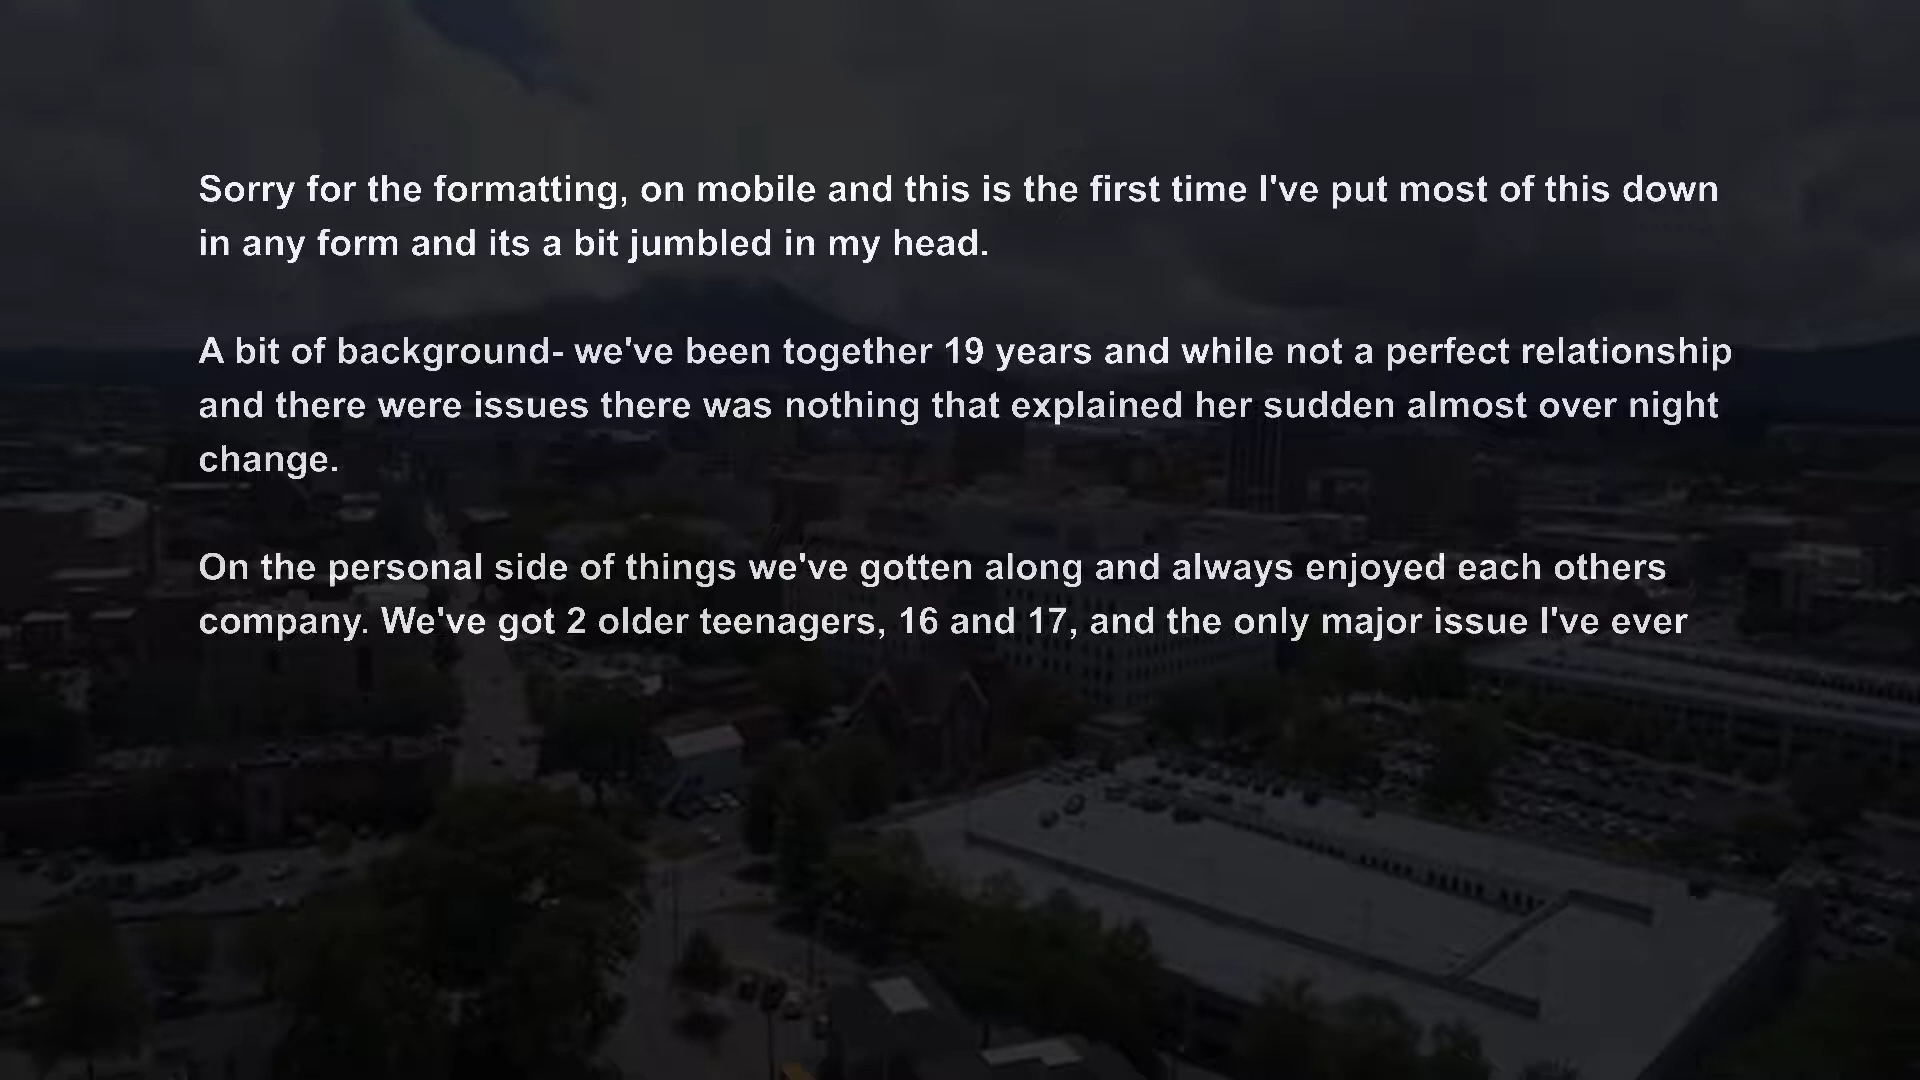 Sorry for the formatting, on mobile and this is the first time I've put most of this down
in any form and its a bit jumbled in my head.
A bit of background- we've been together 19 years and while not a perfect relationship
and there were issues there was nothing that explained her sudden almost over night
change.
On the personal side of things we've gotten along and always enjoyed each others
company. We've got 2 older teenagers, 16 and 17, and the only major issue I've ever